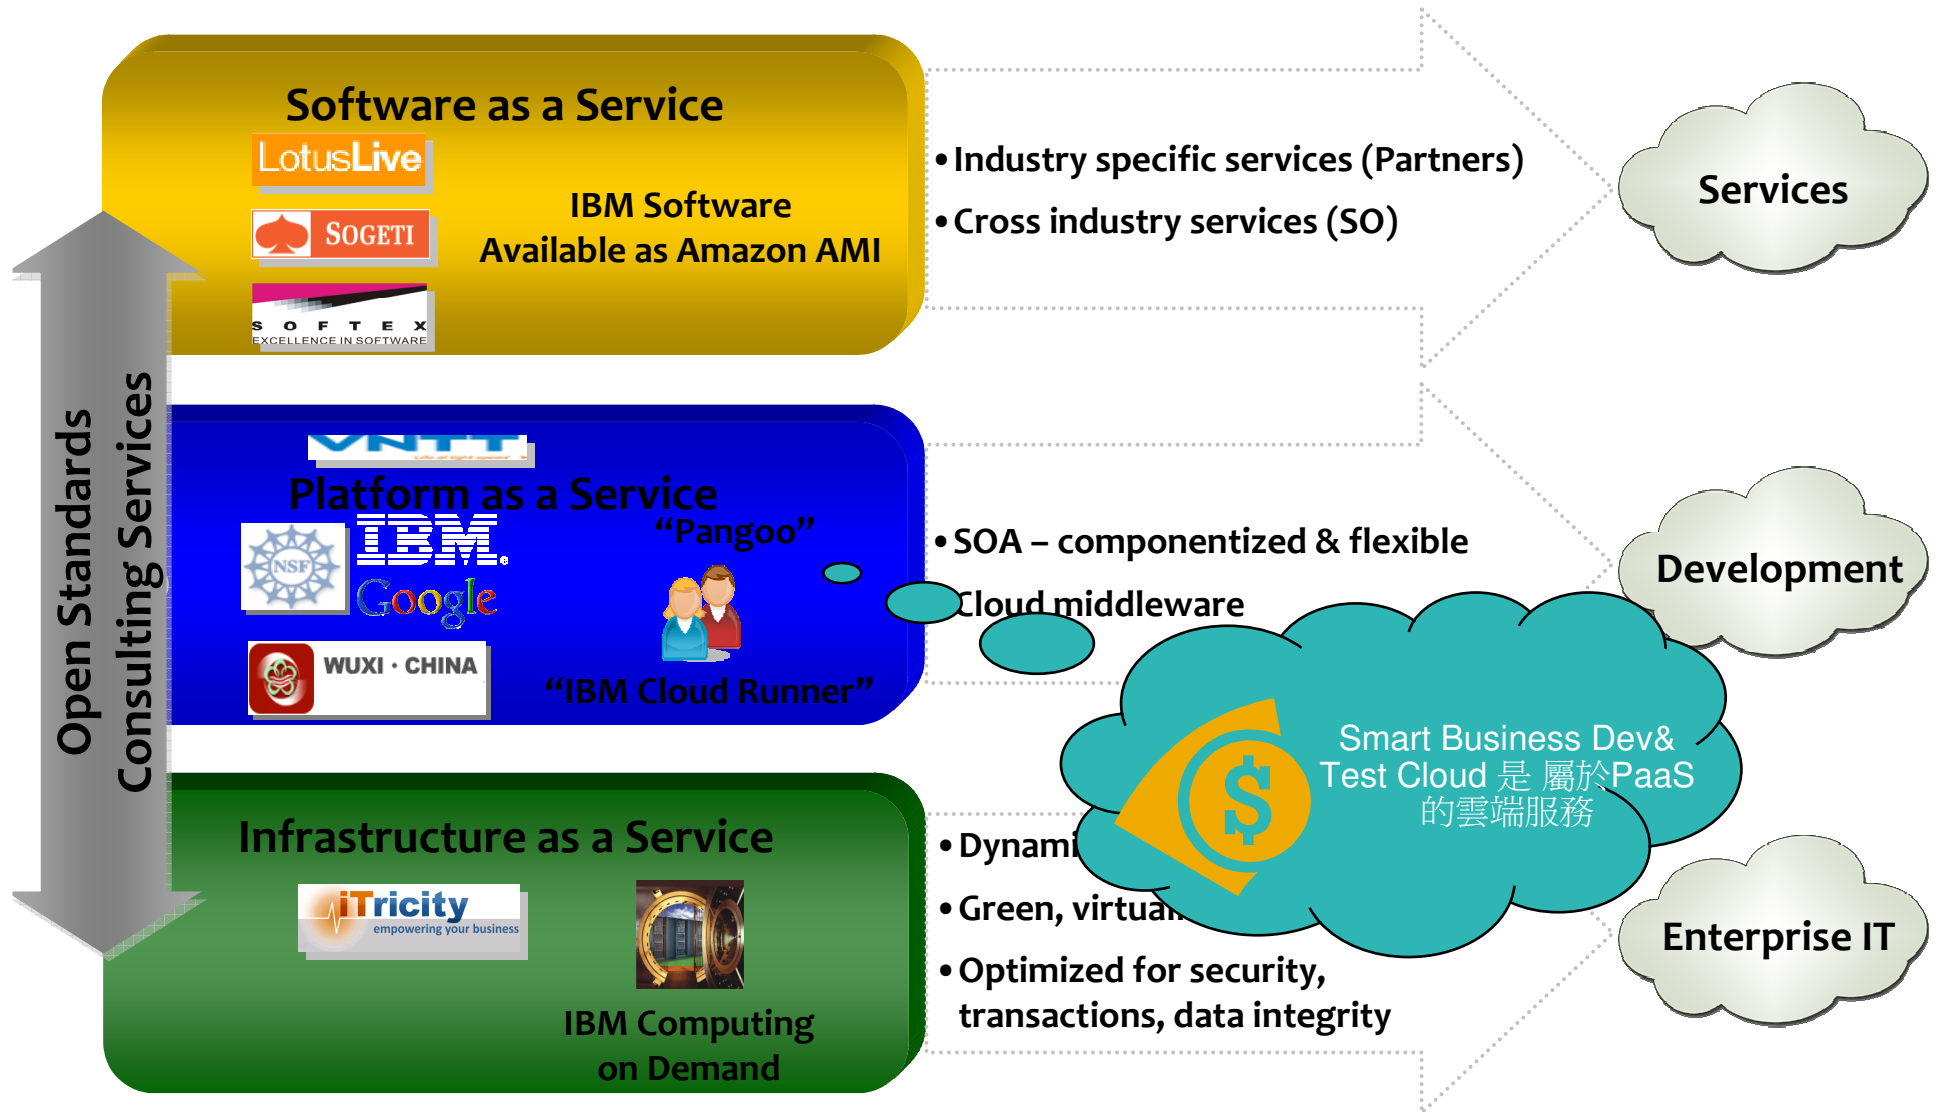 Software as a Service
LotusLive
SOGETI
SOFTEX
EXCELLENCE IN SOFTWARE
IBM Software
Available as Amazon AMI
•Industry specific services (Partners)
•Cross industry services (SO)
Services
Open Standards
Consulting Services
VNTT
Platform as a Service
NSF
IBM.
Google
WUXI · CHINA
“Pangoo”
“IBM Cloud Runner”
•SOA – componentized & flexible
Cloud middleware
Development
Smart Business Dev&
Test Cloud 是 屬於PaaS
的雲端服務
Infrastructure as a Service
iTricity
empowering your business
IBM Computing
on Demand
•Green,
•Optimized for security,
transactions, data integrity
Enterprise IT